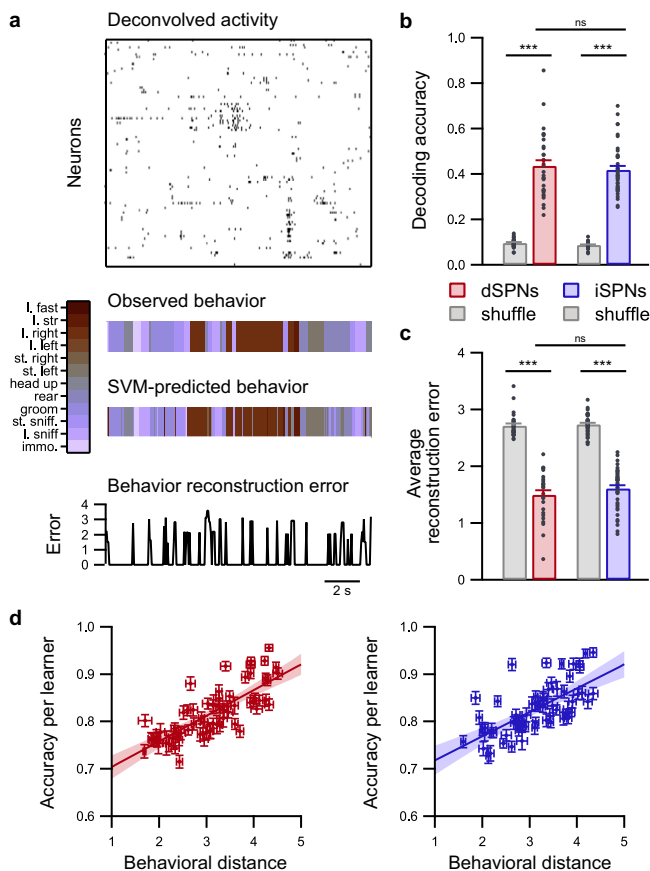 a
Deconvolved activity
Neurons
Observed behavior
l. fast
l. str
l. right
l. left
st. right
st. left
head up
rear
groom
st. sniff.
l. sniff
immo.
SVM-predicted behavior
Behavior reconstruction error
Error
4
3
2
1
0
2 s
b
ns
*** ***
Decoding accuracy
1.0
0.8
0.6
0.4
0.2
0.0
dSPNs iSPNs
shuffle shuffle
c
ns
*** ***
Average
reconstruction error
4
3
2
1
0
d
Accuracy per learner
1.0
0.9
0.8
0.7
0.6
1 2 3 4 5
Behavioral distance
Accuracy per learner
1.0
0.9
0.8
0.7
0.6
1 2 3 4 5
Behavioral distance